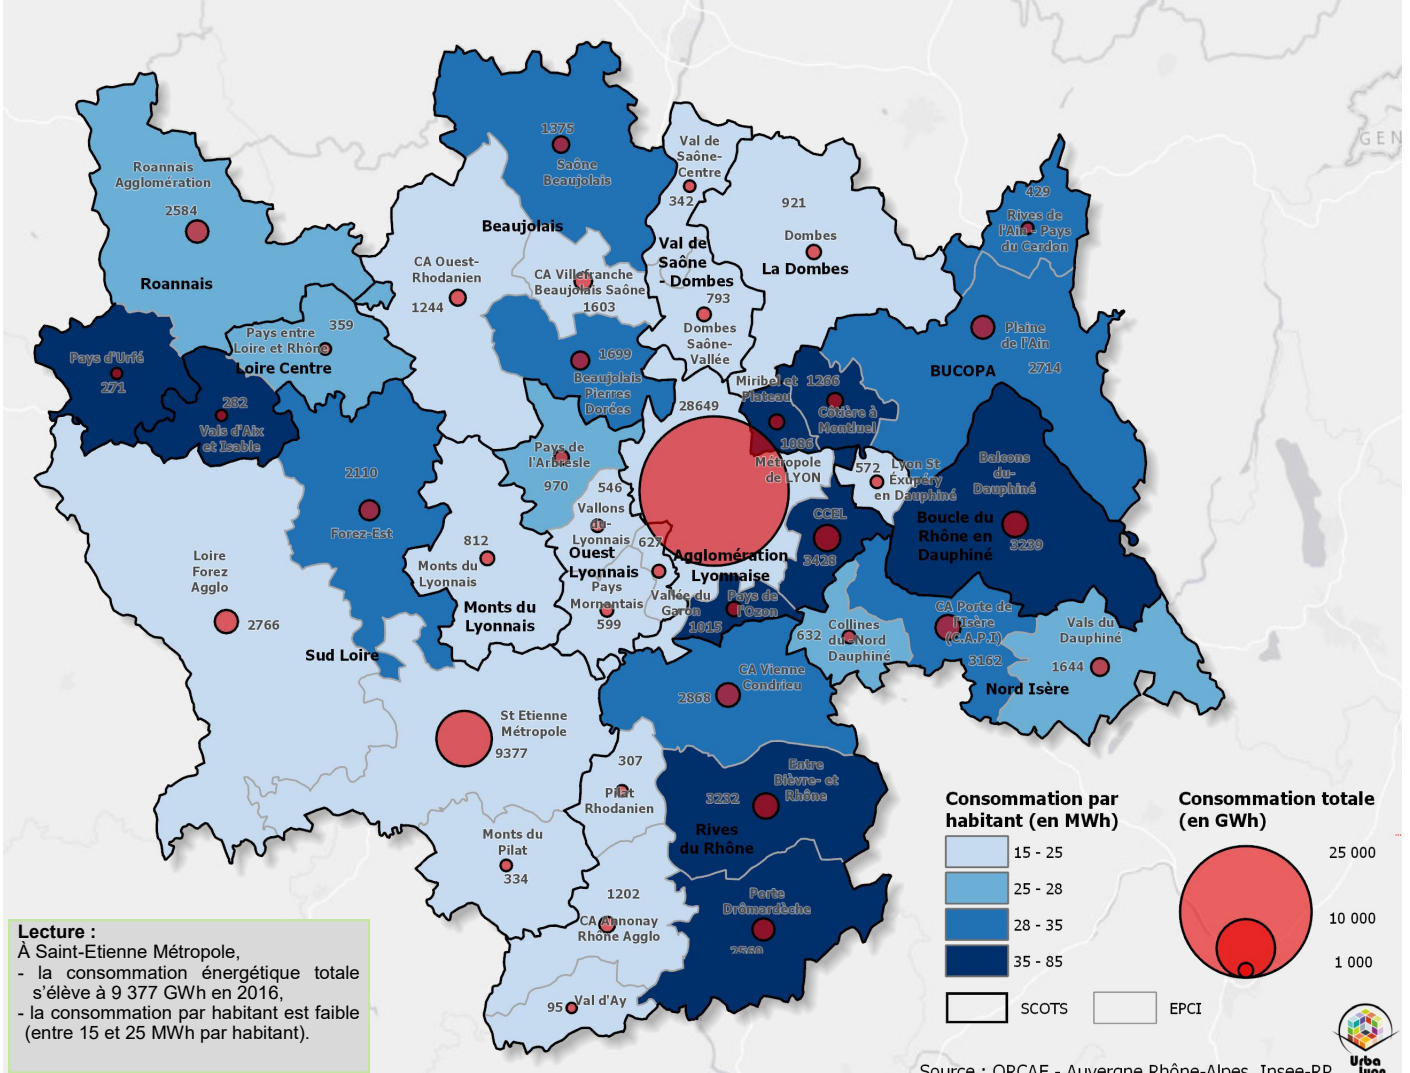 1375
Saône
Beaujolais
Val de
Saône-
Centre
342
921
Dombes
La Dombes
429
Rives de
l'Ain - Pays
du Cerdon
GEN
Roannais
Agglomération
2584
Roannais
Beaujolais
CA Ouest-
Rhodanien
1244
CA Villefranche
Beaujolais Saône
1603
Val de
Saône
- Dombes
793
Dombes
Saône-
Vallée
Plaine
de l'Ain
2714
BUCOPA
359
Pays entre
Loire et Rhône
Loire Centre
Pays d'Urfé
271
282
Vals d'Aix
et Isable
1699
Beaujolais
Pierres
Dorées
Miribel et
Plateau
1086
1266
Côtière à
Montluel
28649
Métropole
de LYON
572
Lyon St
Éxupéry
en Dauphiné
Balcons
du-
Dauphiné
3239
Boucle du
Rhône en
Dauphiné
Pays de
l'Arbresle
970
546
Vallons
du-
Lyonnais
2110
Forez-Est
812
Monts du
Lyonnais
Monts du
Lyonnais
Ouest
Lyonnais
627
Agglomération
Lyonnaise
CCEL
3428
Pays
Mornantais
599
Vallée du
Garon
Pays de
l'Ozon
1015
Loire
Forez
Agglo
2766
Sud Loire
632
Collines
du-Nord
Dauphiné
CA Porte de
l'Isère
(C.A.P.I)
3162
Vals du
Dauphiné
1644
Nord Isère
CA Vienne
Condrieu
2868
St Etienne
Métropole
9377
307
Pilat
Rhodanien
Entre
Bièvre- et
Rhône
3232
Rives
du Rhône
Monts du
Pilat
334
1202
CA Annonay
Rhône Agglo
Porte
Drômardèche
2560
95
Val d'Ay
Consommation par
habitant (en MWh)
15 - 25
25 - 28
28 - 35
35 - 85
SCOTS
EPCI
Consommation totale
(en GWh)
25 000
10 000
1 000
Lecture :
À Saint-Etienne Métropole,
- la consommation énergétique totale
s'élève à 9 377 GWh en 2016,
- la consommation par habitant est faible
(entre 15 et 25 MWh par habitant).
Source : ORCAE - Auvergne Rhône-Alpes, Insee-RP
Urba
lyon